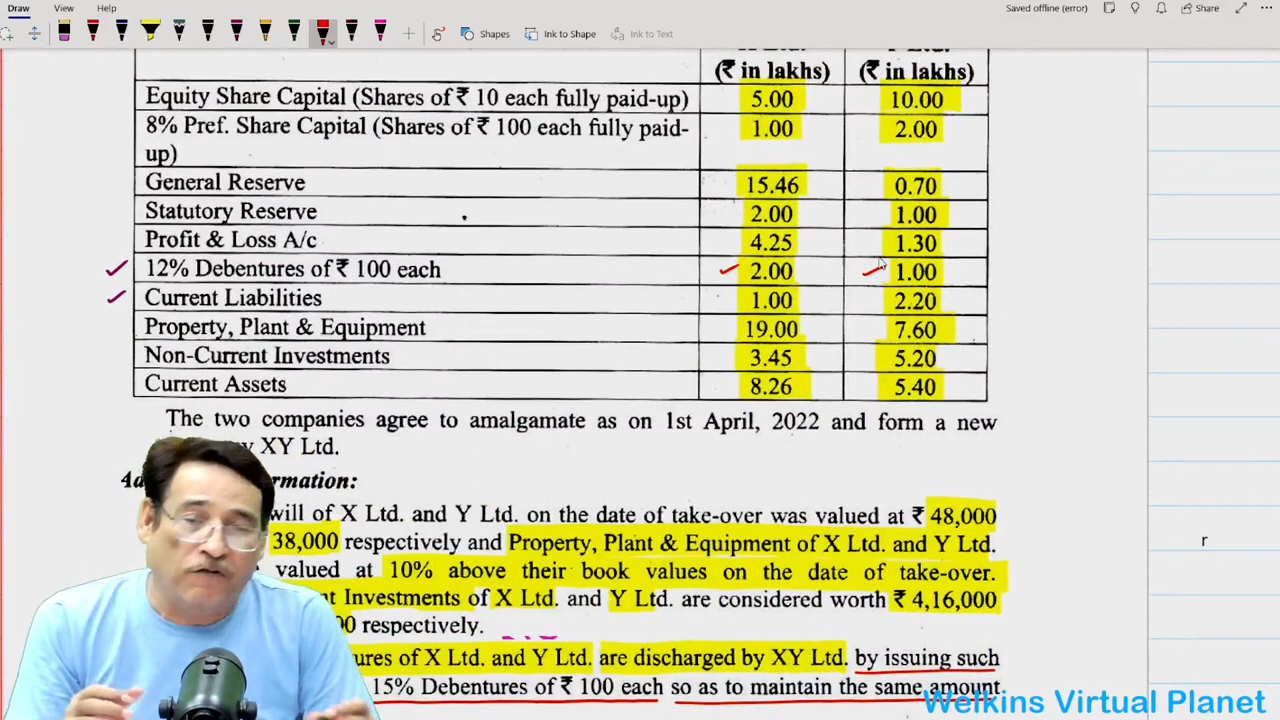 Draw View Help Saved offline (error) Share
Shapes Ink to Shape Ink to Text
(₹ in lakhs) (₹ in lakhs)
Equity Share Capital (Shares of ₹ 10 each fully paid-up) 5.00 10.00
8% Pref. Share Capital (Shares of ₹ 100 each fully paid- 1.00 2.00
up)
General Reserve 15.46 0.70
Statutory Reserve 2.00 1.00
Profit & Loss A/c 4.25 1.30
12% Debentures of ₹ 100 each 2.00 1.00
Current Liabilities 1.00 2.20
Property, Plant & Equipment 19.00 7.60
Non-Current Investments 3.45 5.20
Current Assets 8.26 5.40
The two companies agree to amalgamate as on 1st April, 2022 and form a new
XY Ltd.
will of X Ltd. and Y Ltd. on the date of take-over was valued at ₹ 48,000
38,000 respectively and Property, Plant & Equipment of X Ltd. and Y Ltd.
valued at 10% above their book values on the date of take-over.
Investments of X Ltd. and Y Ltd. are considered worth ₹ 4,16,000
respectively.
of X Ltd. and Y Ltd. are discharged by XY Ltd. by issuing such
15% Debentures of ₹ 100 each so as to maintain the same amount
r
Welkins Virtual Planet